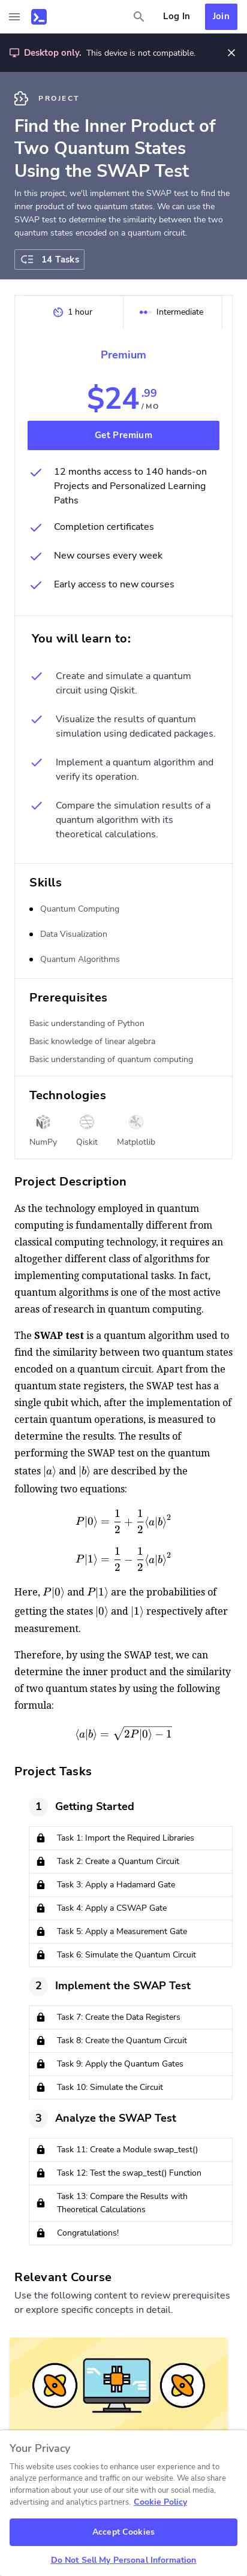 Log In
Join
Desktop only. This device is not compatible.
PROJECT
Find the Inner Product of
Two Quantum States
Using the SWAP Test
In this project, we'll implement the SWAP test to find the
inner product of two quantum states. We can use the
SWAP test to determine the similarity between the two
quantum states encoded on a quantum circuit.
14 Tasks
1 hour
Intermediate
Premium
$24.99 /MO
Get Premium
12 months access to 140 hands-on
Projects and Personalized Learning
Paths
Completion certificates
New courses every week
Early access to new courses
You will learn to:
Create and simulate a quantum
circuit using Qiskit.
Visualize the results of quantum
simulation using dedicated packages.
Implement a quantum algorithm and
verify its operation.
Compare the simulation results of a
quantum algorithm with its
theoretical calculations.
Skills
Quantum Computing
Data Visualization
Quantum Algorithms
Prerequisites
Basic understanding of Python
Basic knowledge of linear algebra
Basic understanding of quantum computing
Technologies
NumPy Qiskit Matplotlib
Project Description
As the technology employed in quantum
computing is fundamentally different from
classical computing technology, it requires an
altogether different class of algorithms for
implementing computational tasks. In fact,
quantum algorithms is one of the most active
areas of research in quantum computing.
The SWAP test is a quantum algorithm used to
find the similarity between two quantum states
encoded on a quantum circuit. Apart from the
quantum state registers, the SWAP test has a
single qubit which, after the implementation of
certain quantum operations, is measured to
determine the results. The results of
performing the SWAP test on the quantum
states |a⟩ and |b⟩ are described by the
following two equations:
P|0⟩ = 1/2 + 1/2⟨a|b⟩²
P|1⟩ = 1/2 − 1/2⟨a|b⟩²
Here, P|0⟩ and P|1⟩ are the probabilities of
getting the states |0⟩ and |1⟩ respectively after
measurement.
Therefore, by using the SWAP test, we can
determine the inner product and the similarity
of two quantum states by using the following
formula:
⟨a|b⟩ = √(2P|0⟩ − 1)
Project Tasks
1 Getting Started
Task 1: Import the Required Libraries
Task 2: Create a Quantum Circuit
Task 3: Apply a Hadamard Gate
Task 4: Apply a CSWAP Gate
Task 5: Apply a Measurement Gate
Task 6: Simulate the Quantum Circuit
2 Implement the SWAP Test
Task 7: Create the Data Registers
Task 8: Create the Quantum Circuit
Task 9: Apply the Quantum Gates
Task 10: Simulate the Circuit
3 Analyze the SWAP Test
Task 11: Create a Module swap_test()
Task 12: Test the swap_test() Function
Task 13: Compare the Results with
Theoretical Calculations
Congratulations!
Relevant Course
Use the following content to review prerequisites
or explore specific concepts in detail.
Your Privacy
This website uses cookies to enhance user experience and to
analyze performance and traffic on our website. We also share
information about your use of our site with our social media,
advertising and analytics partners. Cookie Policy
Accept Cookies
Do Not Sell My Personal Information